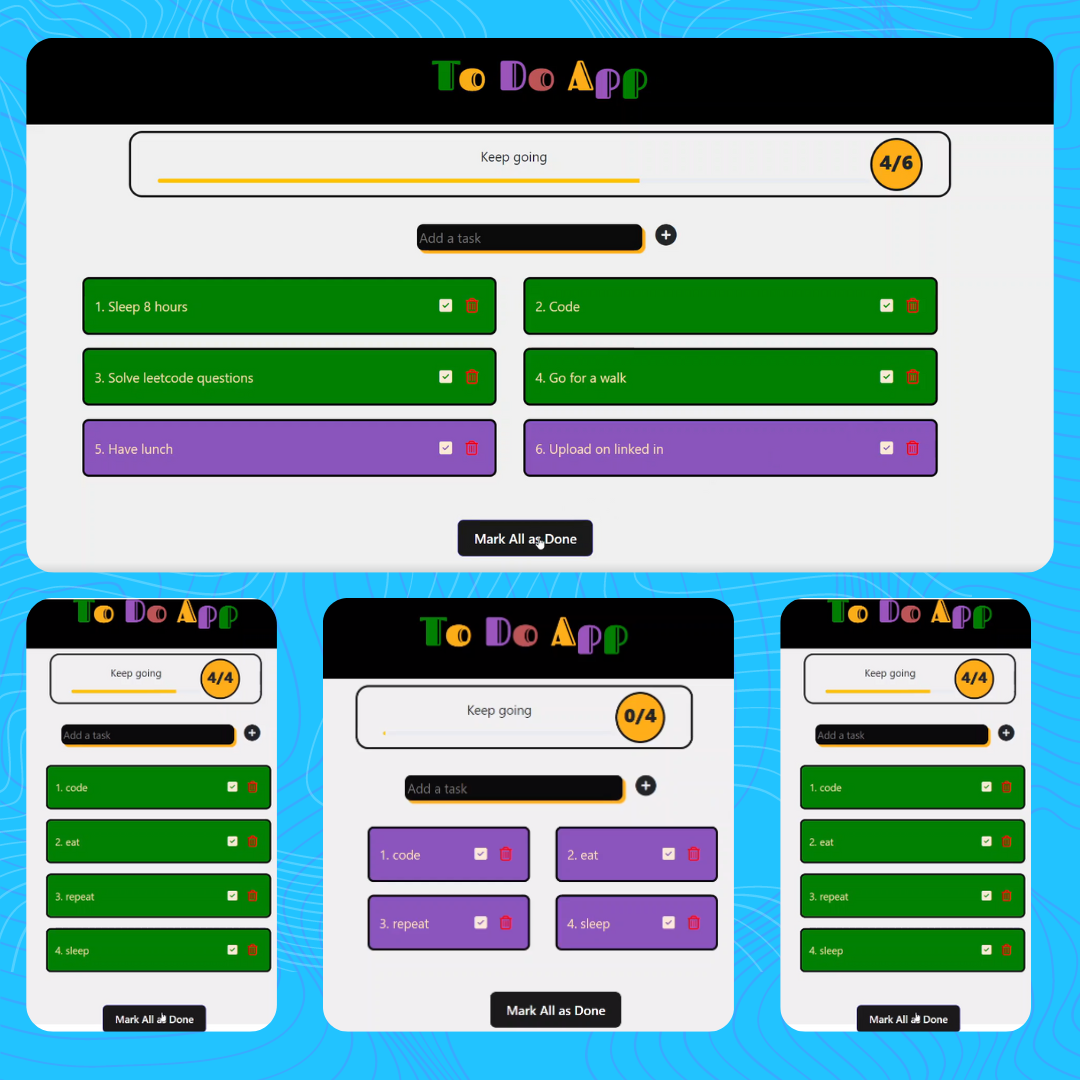 To Do App
Keep going
4/6
Add a task
1. Sleep 8 hours
2. Code
3. Solve leetcode questions
4. Go for a walk
5. Have lunch
6. Upload on linked in
Mark All as Done
To Do App
Keep going
4/4
Add a task
1. code
2. eat
3. repeat
4. sleep
Mark All as Done
To Do App
Keep going
0/4
Add a task
1. code
2. eat
3. repeat
4. sleep
Mark All as Done
To Do App
Keep going
4/4
Add a task
1. code
2. eat
3. repeat
4. sleep
Mark All as Done